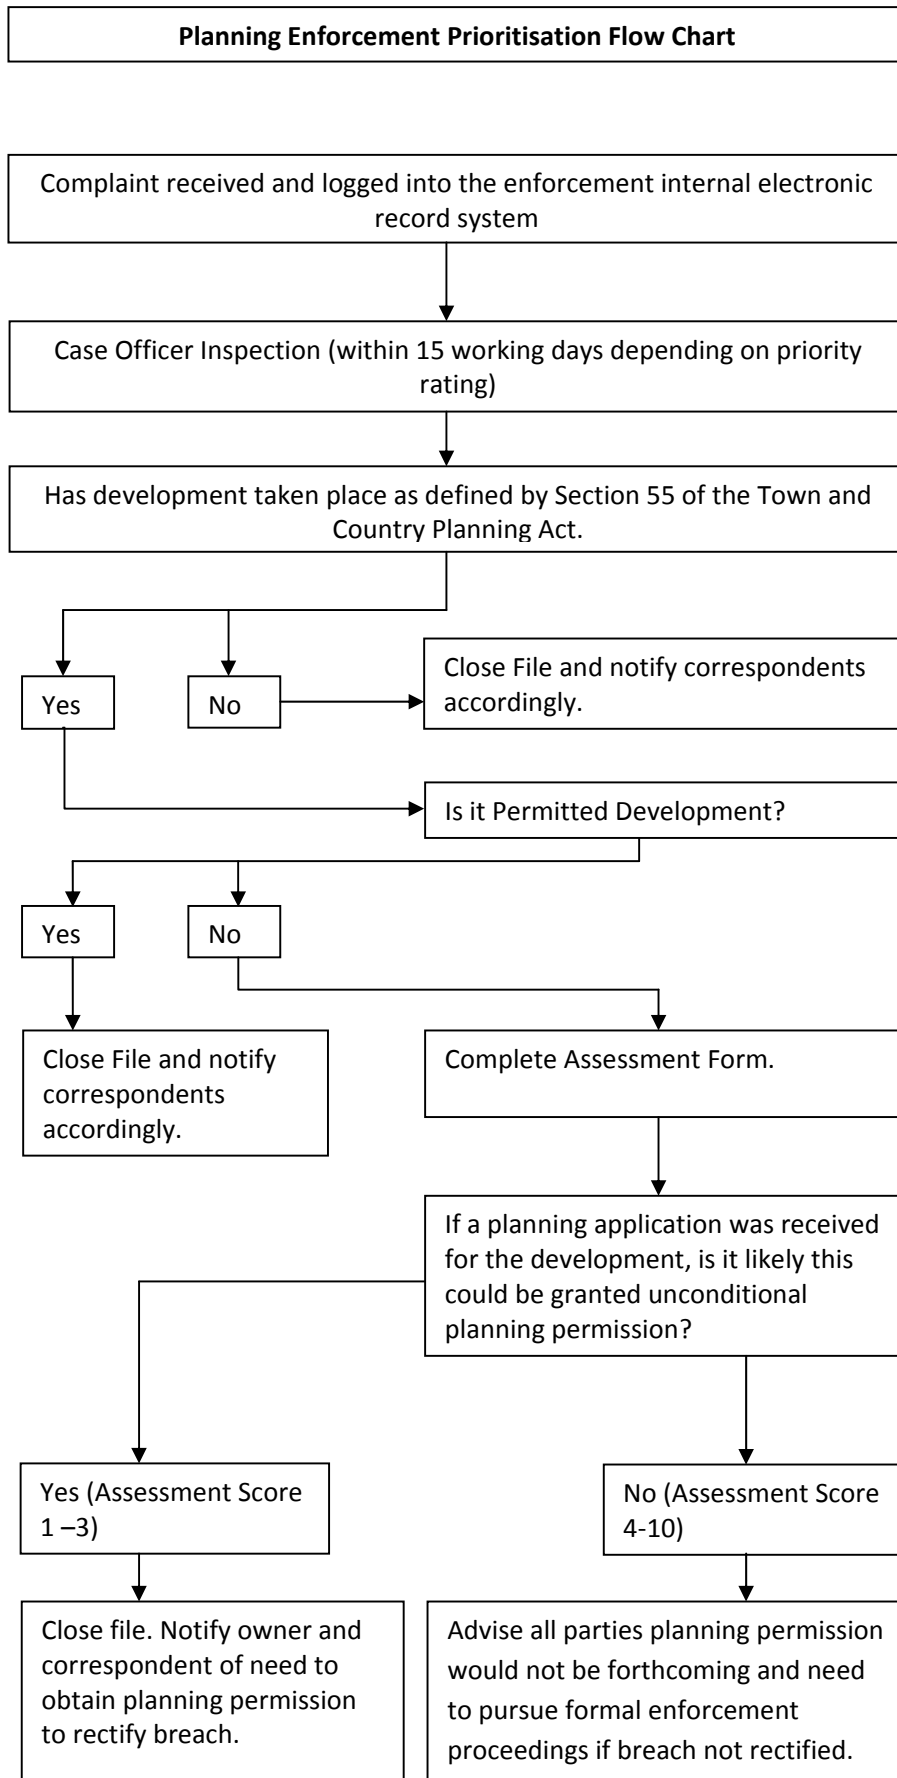 Planning Enforcement Prioritisation Flow Chart
Complaint received and logged into the enforcement internal electronic
record system
Case Officer Inspection (within 15 working days depending on priority
rating)
Has development taken place as defined by Section 55 of the Town and
Country Planning Act.
Yes
No
Close File and notify correspondents
accordingly.
Is it Permitted Development?
Yes
No
Close File and notify
correspondents
accordingly.
Complete Assessment Form.
If a planning application was received
for the development, is it likely this
could be granted unconditional
planning permission?
Yes (Assessment Score
1 –3)
No (Assessment Score
4-10)
Close file. Notify owner and
correspondent of need to
obtain planning permission
to rectify breach.
Advise all parties planning permission
would not be forthcoming and need
to pursue formal enforcement
proceedings if breach not rectified.